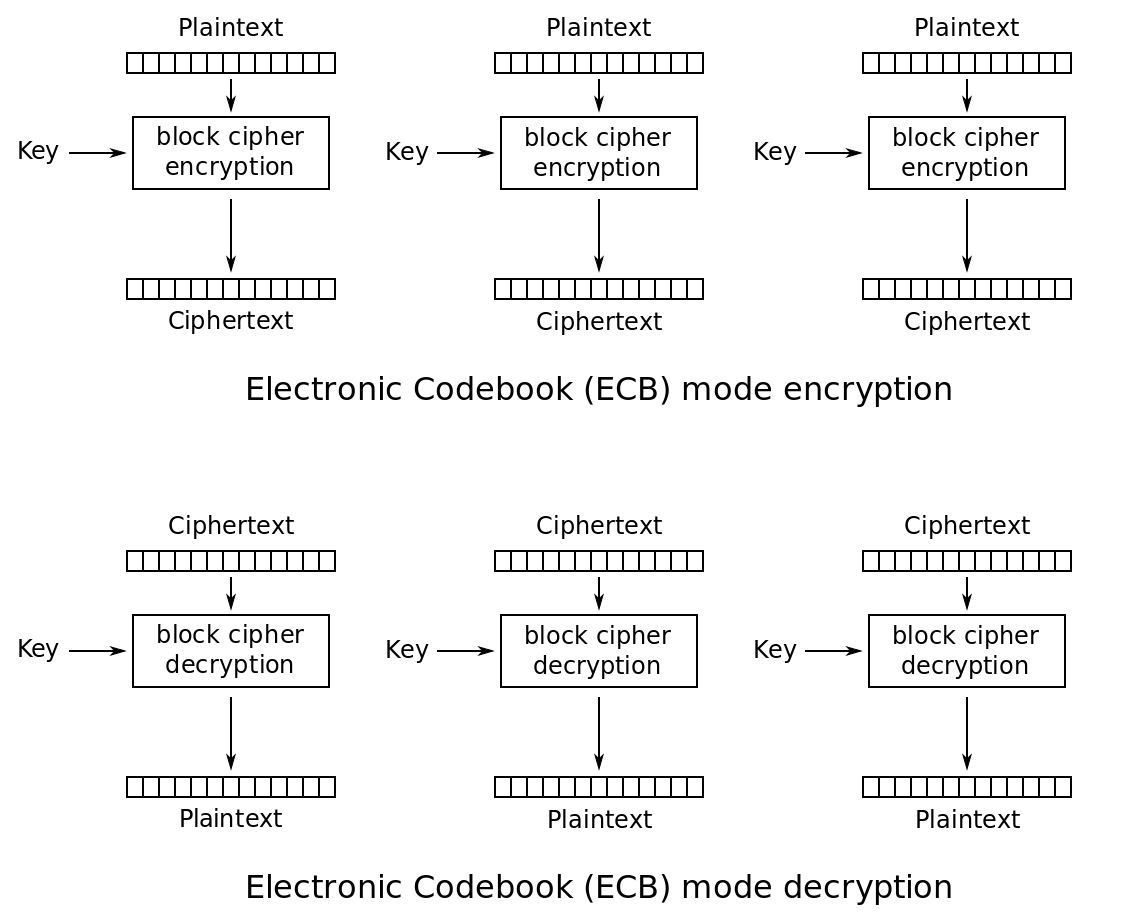 Plaintext Plaintext Plaintext
Key block cipher encryption Key block cipher encryption Key block cipher encryption
Ciphertext Ciphertext Ciphertext
Electronic Codebook (ECB) mode encryption
Ciphertext Ciphertext Ciphertext
Key block cipher decryption Key block cipher decryption Key block cipher decryption
Plaintext Plaintext Plaintext
Electronic Codebook (ECB) mode decryption